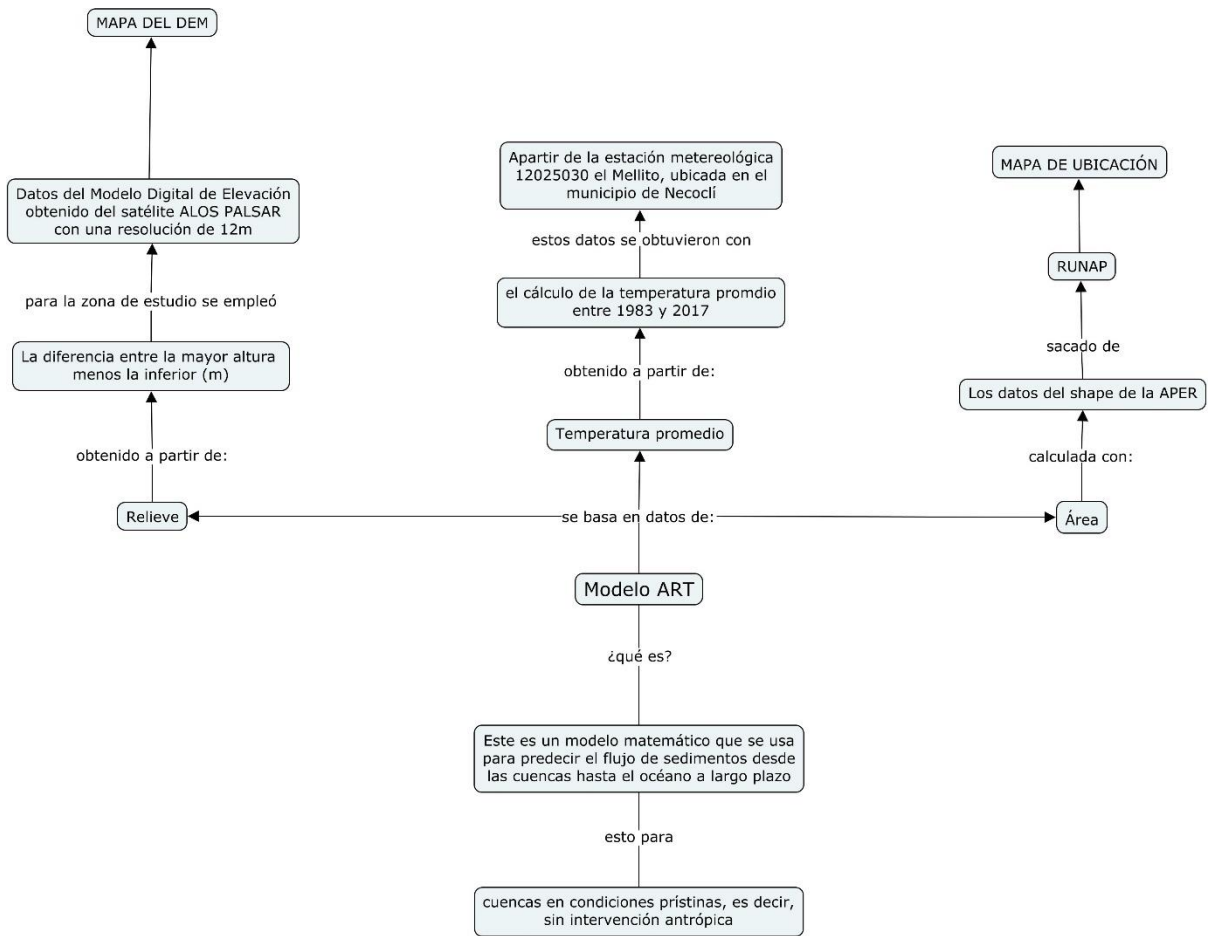 MAPA DEL DEM
Datos del Modelo Digital de Elevación
obtenido del satélite ALOS PALSAR
con una resolución de 12m
para la zona de estudio se empleó
La diferencia entre la mayor altura
menos la inferior (m)
obtenido a partir de:
Relieve
Apartir de la estación metereológica
12025030 el Mellito, ubicada en el
municipio de Necoclí
estos datos se obtuvieron con
el cálculo de la temperatura promdio
entre 1983 y 2017
obtenido a partir de:
Temperatura promedio
se basa en datos de:
MAPA DE UBICACIÓN
RUNAP
sacado de
Los datos del shape de la APER
calculada con:
Área
Modelo ART
¿qué es?
Este es un modelo matemático que se usa
para predecir el flujo de sedimentos desde
las cuencas hasta el océano a largo plazo
esto para
cuencas en condiciones prístinas, es decir,
sin intervención antrópica